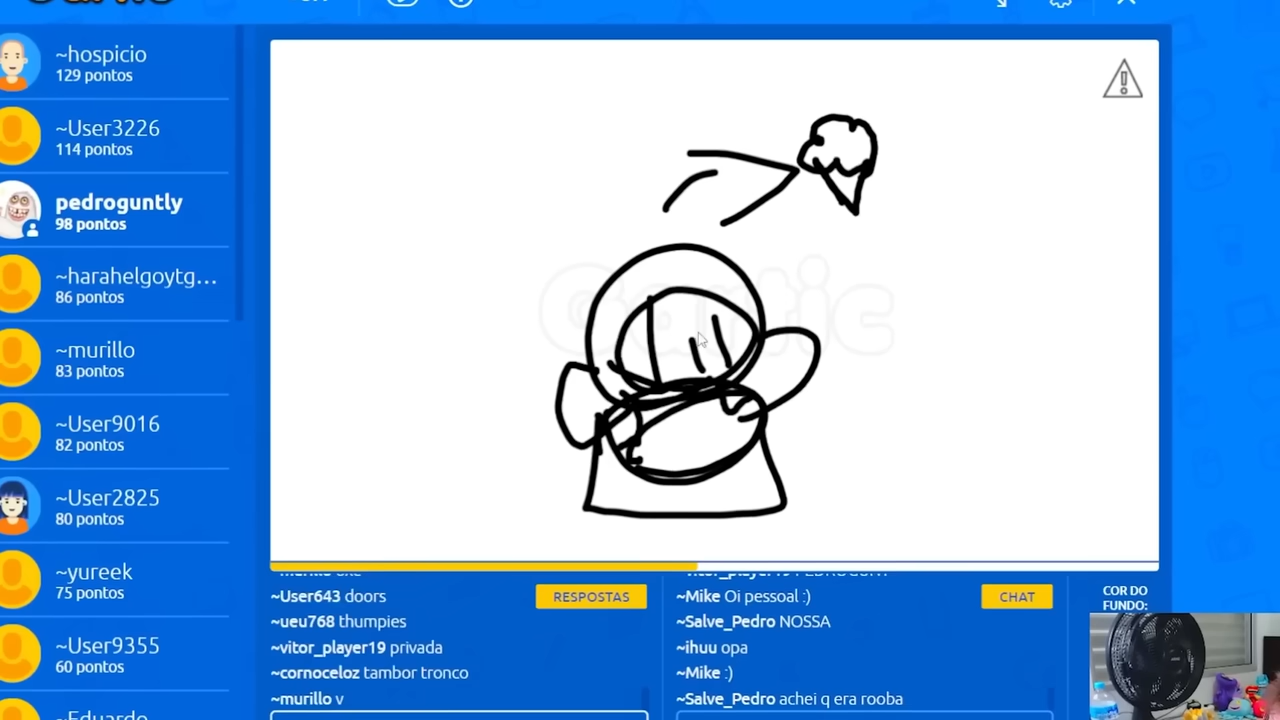 ~hospicio
129 pontos
~User3226
114 pontos
pedroguntly
98 pontos
~harahelgoytg...
86 pontos
~murillo
83 pontos
~User9016
82 pontos
~User2825
80 pontos
~yureek
75 pontos
~User9355
60 pontos
~Eduardo
Gartic
~User643 doors
~ueu768 thumpies
~vitor_player19 privada
~cornoceloz tambor tronco
~murillo v
RESPOSTAS
~Mike Oi pessoal :)
~Salve_Pedro NOSSA
~ihuu opa
~Mike :)
~Salve_Pedro achei q era rooba
CHAT
COR DO
FUNDO: